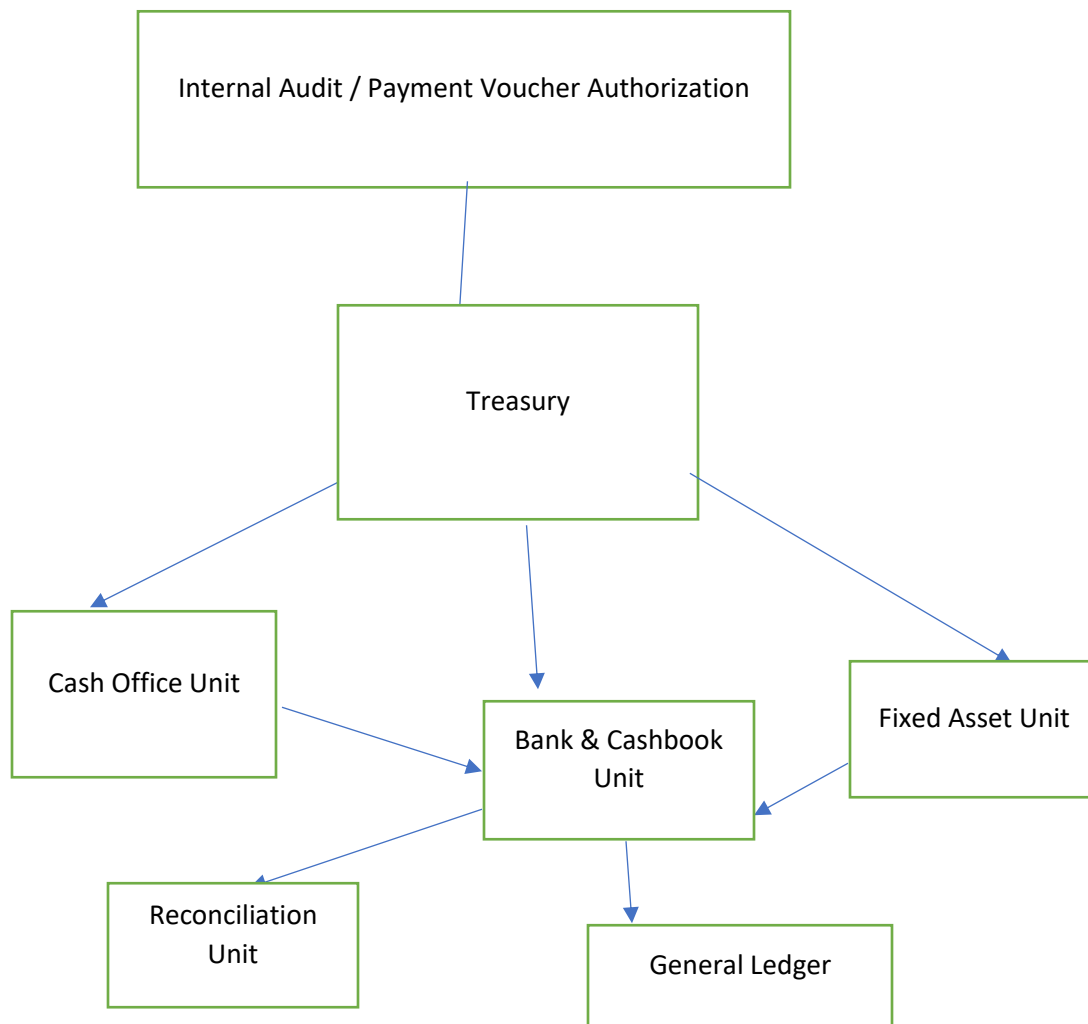 Internal Audit / Payment Voucher Authorization
Treasury
Cash Office Unit
Bank & Cashbook
Unit
Fixed Asset Unit
Reconciliation
Unit
General Ledger